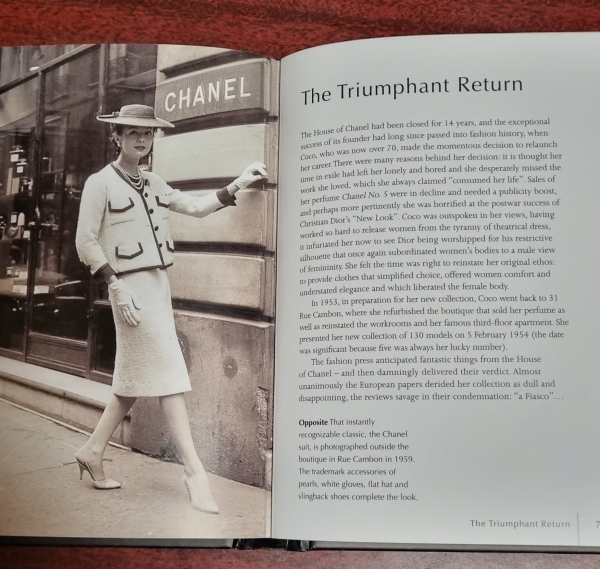 CHANEL
The Triumphant Return
The House of Chanel had been closed for 14 years, and the exceptional
success of its founder had long since passed into fashion history, when
Coco, who was now over 70, made the momentous decision to relaunch
her career. There were many reasons behind her decision: it is thought her
time in exile had left her lonely and bored and she desperately missed the
work she loved, which she always claimed “consumed her life”. Sales of
her perfume Chanel No. 5 were in decline and needed a publicity boost,
and perhaps more pertinently she was horrified at the postwar success of
Christian Dior’s “New Look”. Coco was outspoken in her views, having
worked so hard to release women from the tyranny of theatrical dress,
it infuriated her now to see Dior being worshipped for his restrictive
silhouette that once again subordinated women’s bodies to a male view
of femininity. She felt the time was right to reinstate her original ethos:
to provide clothes that simplified choice, offered women comfort and
understated elegance and which liberated the female body.
In 1953, in preparation for her new collection, Coco went back to 31
Rue Cambon, where she refurbished the boutique that sold her perfume as
well as reinstated the workrooms and her famous third-floor apartment. She
presented her new collection of 130 models on 5 February 1954 (the date
was significant because five was always her lucky number).
The fashion press anticipated fantastic things from the House
of Chanel – and then damningly delivered their verdict. Almost
unanimously the European papers derided her collection as dull and
disappointing, the reviews savage in their condemnation: “a Fiasco”…
Opposite That instantly
recognizable classic, the Chanel
suit, is photographed outside the
boutique in Rue Cambon in 1959.
The trademark accessories of
pearls, white gloves, flat hat and
slingback shoes complete the look.
The Triumphant Return